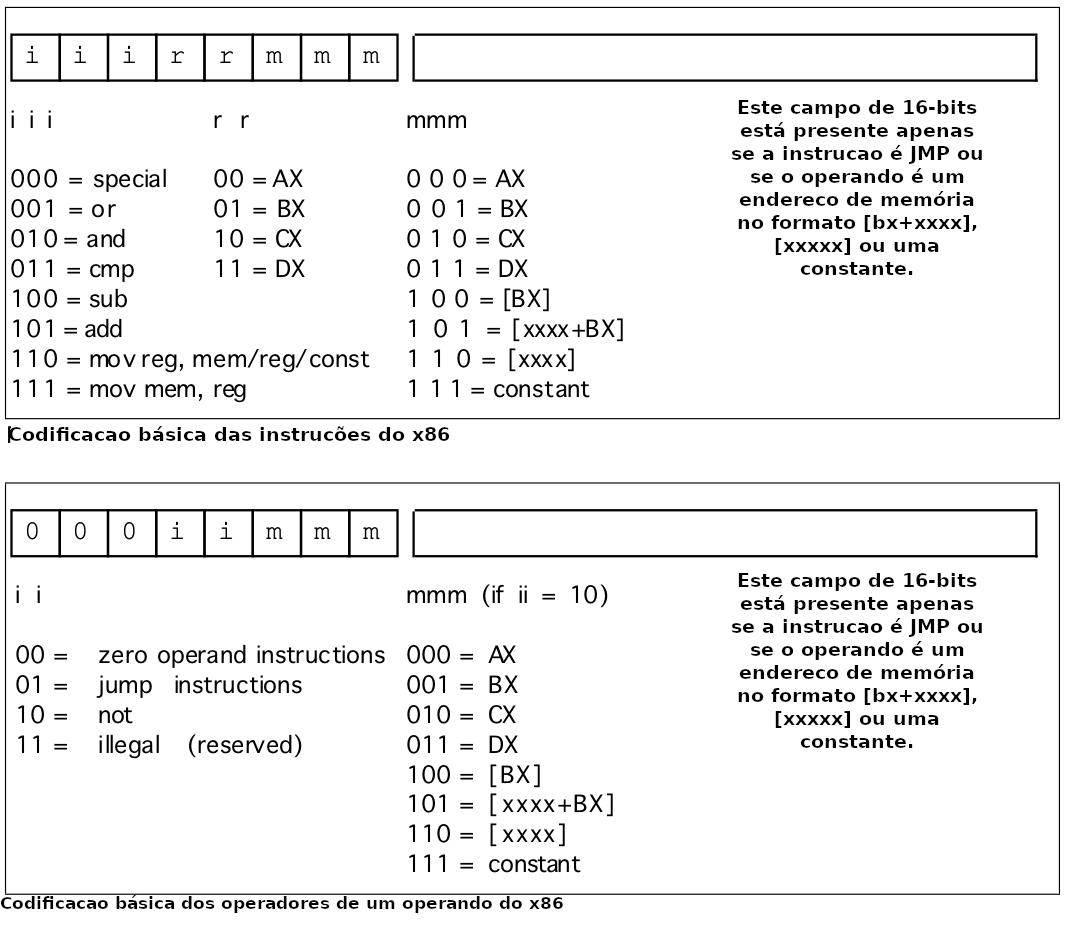 i i i r r m m m
i i i r r mmm
Este campo de 16-bits
está presente apenas
se a instrucao é JMP ou
se o operando é um
endereco de memória
no formato [bx+xxxx],
[xxxxx] ou uma
constante.
000 = special 00 = AX 0 0 0 = AX
001 = or 01 = BX 0 0 1 = BX
010 = and 10 = CX 0 1 0 = CX
011 = cmp 11 = DX 0 1 1 = DX
100 = sub 1 0 0 = [BX]
101 = add 1 0 1 = [xxxx+BX]
110 = mov reg, mem/reg/const 1 1 0 = [xxxx]
111 = mov mem, reg 1 1 1 = constant
Codificacao básica das instrucões do x86
0 0 0 i i m m m
i i mmm (if ii = 10)
Este campo de 16-bits
está presente apenas
se a instrucao é JMP ou
se o operando é um
endereco de memória
no formato [bx+xxxx],
[xxxxx] ou uma
constante.
00 = zero operand instructions 000 = AX
01 = jump instructions 001 = BX
10 = not 010 = CX
11 = illegal (reserved) 011 = DX
100 = [BX]
101 = [xxxx+BX]
110 = [xxxx]
111 = constant
Codificacao básica dos operadores de um operando do x86